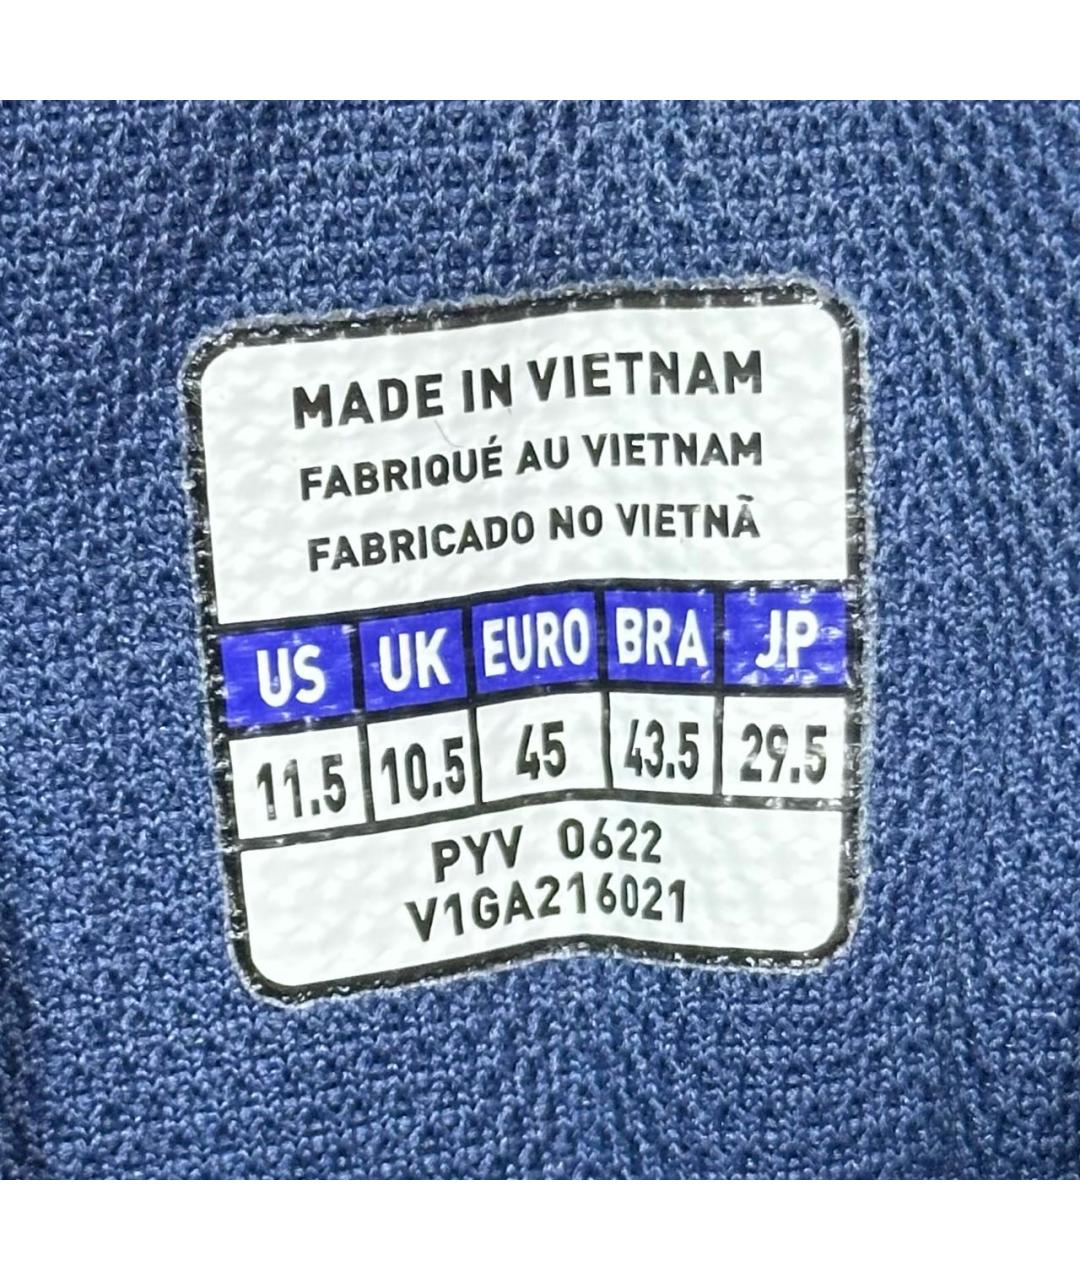 MADE IN VIETNAM
FABRIQUÉ AU VIETNAM
FABRICADO NO VIETNÃ
US UK EURO BRA JP
11.5 10.5 45 43.5 29.5
PYV 0622
V1GA216021